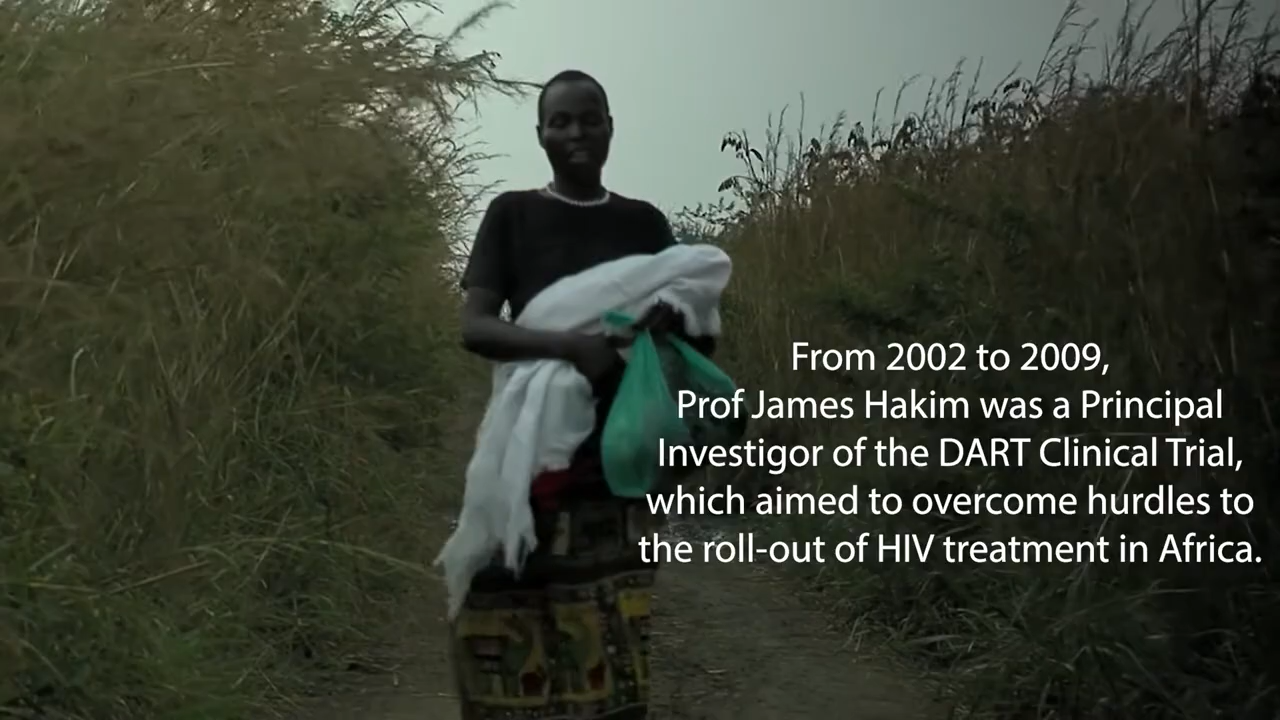 From 2002 to 2009,
Prof James Hakim was a Principal
Investigor of the DART Clinical Trial,
which aimed to overcome hurdles to
the roll-out of HIV treatment in Africa.